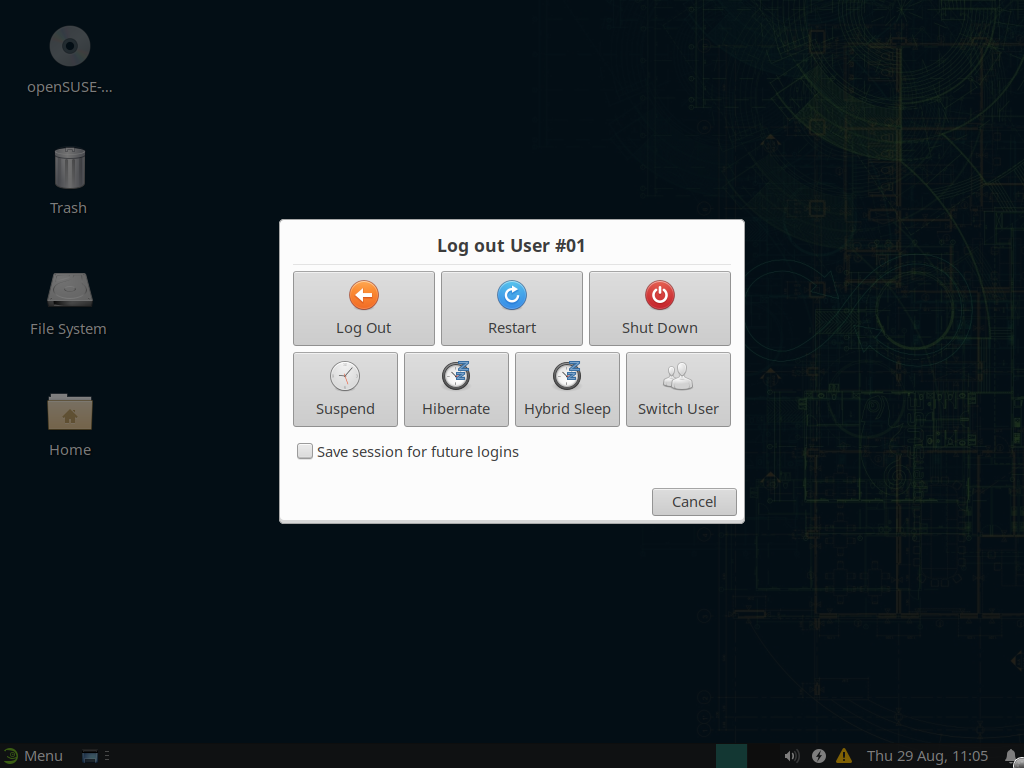 openSUSE-...
Trash
File System
Home
Log out User #01
Log Out
Restart
Shut Down
Suspend
Hibernate
Hybrid Sleep
Switch User
Save session for future logins
Cancel
Menu
Thu 29 Aug, 11:05